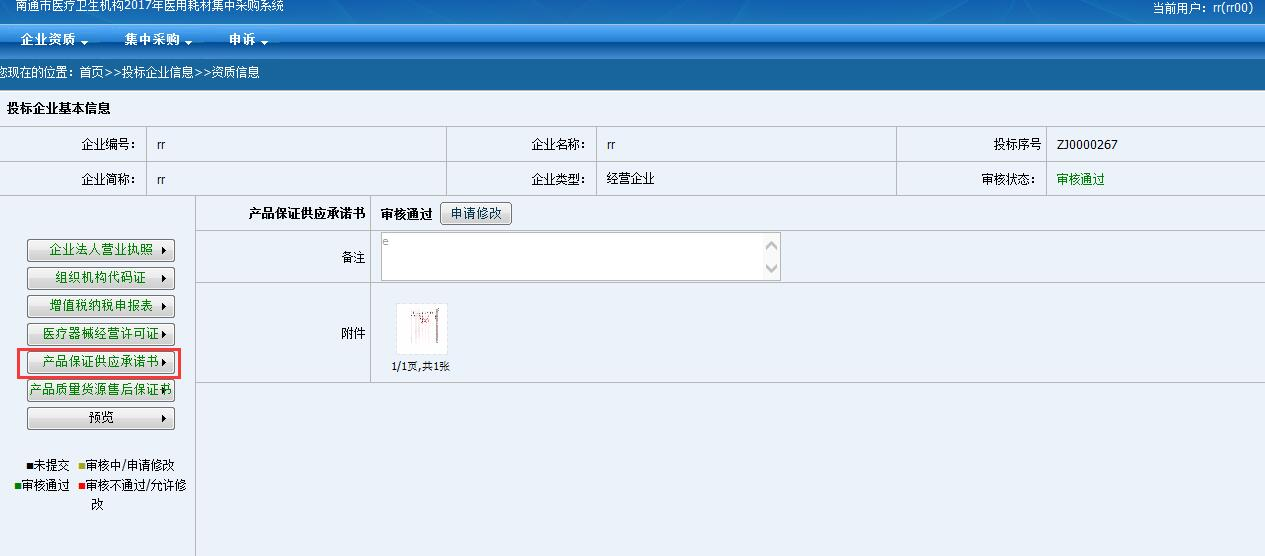 南通市医疗卫生机构2017年医用耗材集中采购系统
当前用户：rr(rr00)
企业资质 集中采购 申诉
您现在的位置：首页>>投标企业信息>>资质信息
投标企业基本信息
企业编号： rr 企业名称： rr 投标序号 ZJ0000267
企业简称： rr 企业类型： 经营企业 审核状态： 审核通过
产品保证供应承诺书 审核通过 申请修改
备注 e
附件
1/1页,共1张
企业法人营业执照
组织机构代码证
增值税纳税申报表
医疗器械经营许可证
产品保证供应承诺书
产品质量货源售后保证书
预览
■未提交 ■审核中/申请修改
■审核通过 ■审核不通过/允许修
改